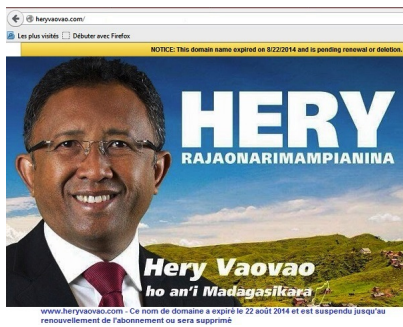 heryvaovao.com/
Les plus visités Débuter avec Firefox
NOTICE: This domain name expired on 8/22/2014 and is pending renewal or deletion.
HERY
RAJAONARIMAMPIANINA
Hery Vaovao
ho an'i Madagasikara
www.heryvaovao.com - Ce nom de domaine a expiré le 22 août 2014 et est suspendu jusqu'au
renouvellement de l'abonnement ou sera supprimé